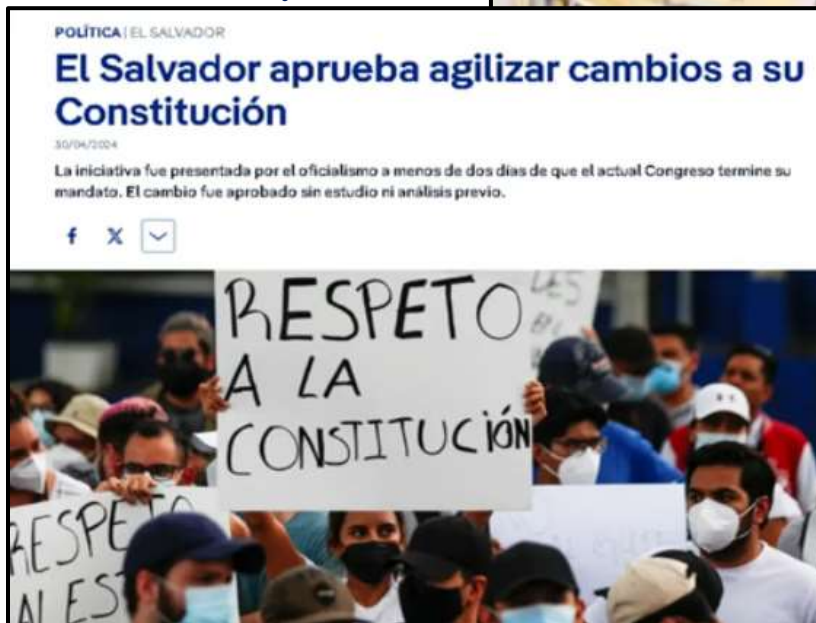 POLÍTICA | EL SALVADOR
El Salvador aprueba agilizar cambios a su
Constitución
30/04/2024
La iniciativa fue presentada por el oficialismo a menos de dos días de que el actual Congreso termine su
mandato. El cambio fue aprobado sin estudio ni análisis previo.
f X
RESPETO
A LA
CONSTITUCIÓN
RESPETO
AL EST